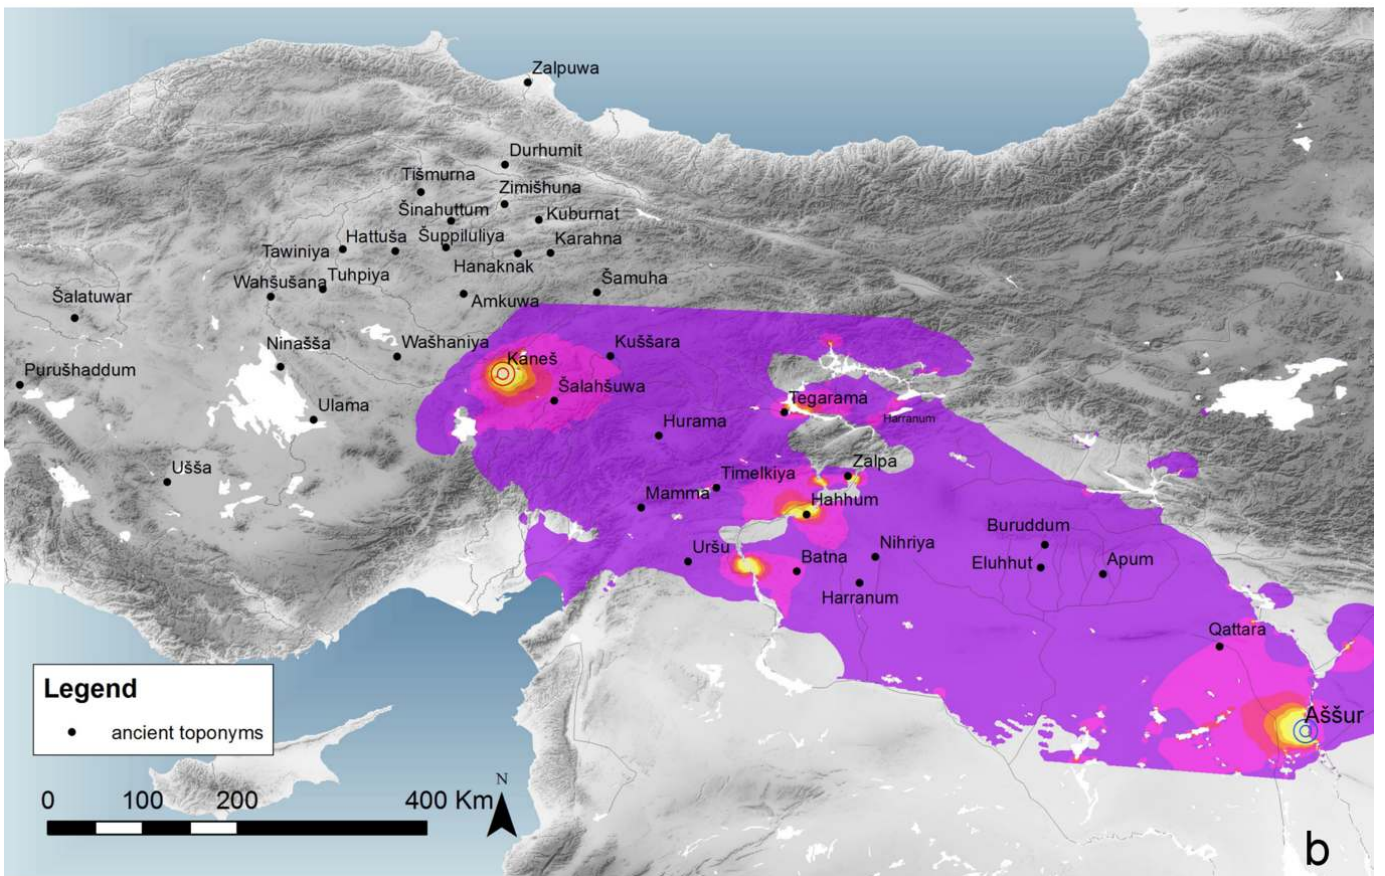 Zalpuwa
Durhumit
Tišmurna
Zimišhuna
Šinahuttum
Kuburnat
Hattuša
Šuppiluliya
Karahna
Tawiniya
Hanaknak
Wahšušana
Tuhpiya
Šamuha
Amkuwa
Šalatuwar
Ninašša
Wašhaniya
Kuššara
Kaneš
Purušhaddum
Šalahšuwa
Tegarama
Harranum
Ulama
Hurama
Ušša
Zalpa
Timelkiya
Mamma
Hahhum
Buruddum
Uršu
Batna
Nihriya
Eluhhut
Apum
Harranum
Qattara
Aššur
Legend
ancient toponyms
N
0 100 200 400 Km
b